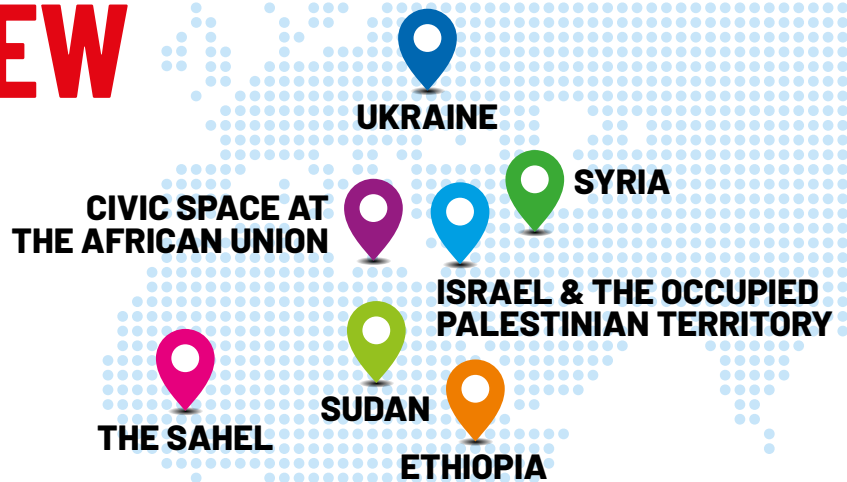 EW
UKRAINE
SYRIA
CIVIC SPACE AT
THE AFRICAN UNION
ISRAEL & THE OCCUPIED
PALESTINIAN TERRITORY
SUDAN
THE SAHEL
ETHIOPIA